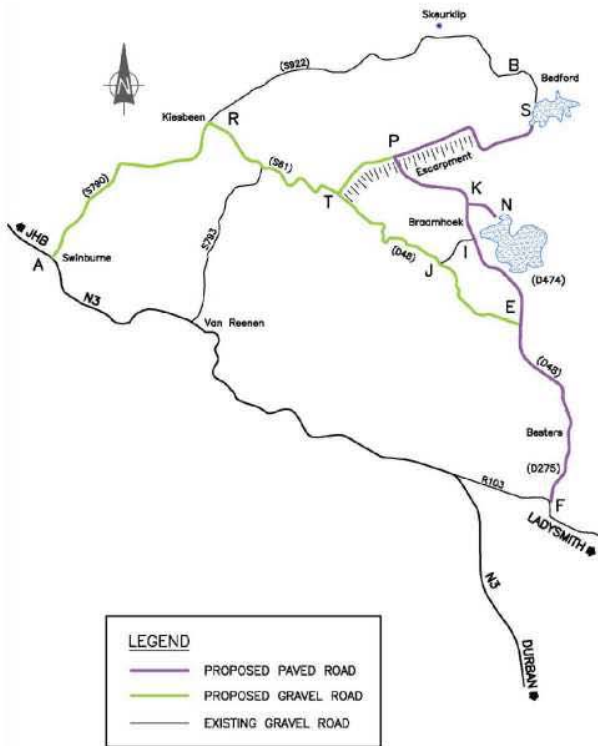 Skeurklip
(S922)
B
Bedford
S
Kiesbeen
R
P
Escarpment
(S61)
T
(S790)
K
N
Braamhoek
I
J
(D48)
(D474)
JHB
A
Swinburne
S793
N3
E
Van Reenen
(D48)
Beaters
(D275)
R103
F
LADYSMITH
N3
DURBAN
LEGEND
PROPOSED PAVED ROAD
PROPOSED GRAVEL ROAD
EXISTING GRAVEL ROAD